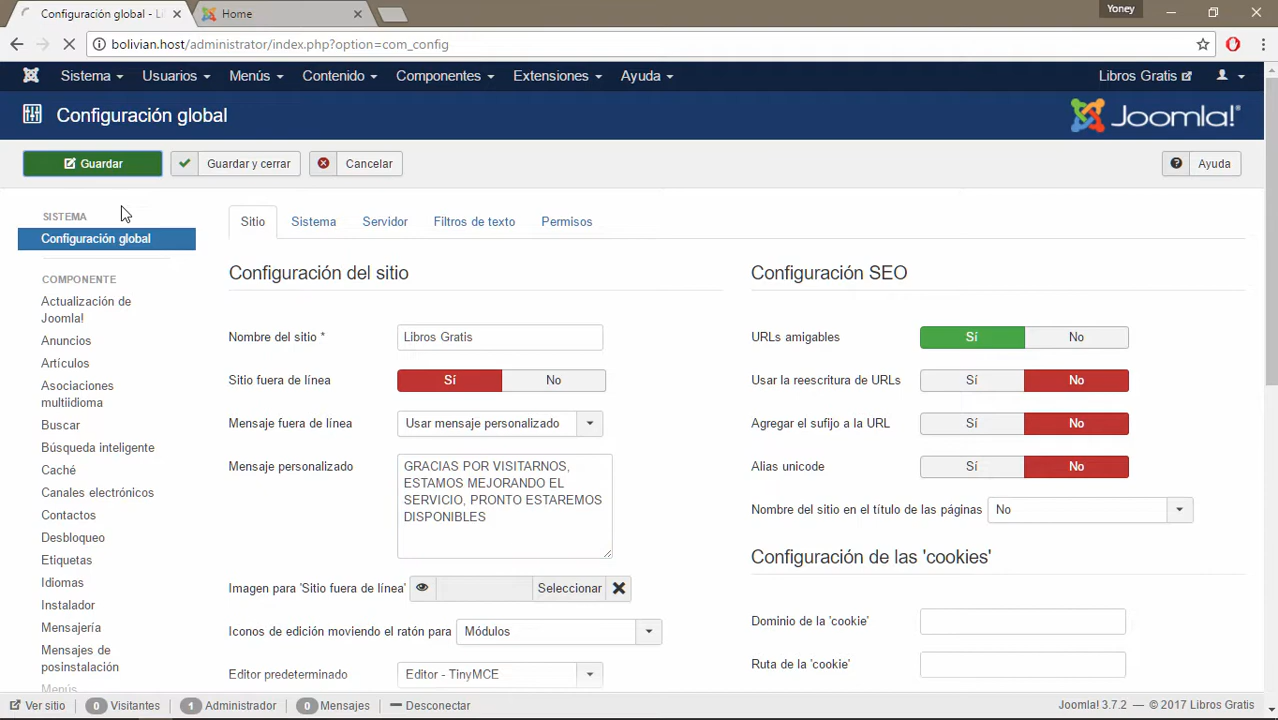 Configuración global - Li
Home
Yoney
bolivian.host/administrator/index.php?option=com_config
Sistema Usuarios Menús Contenido Componentes Extensiones Ayuda Libros Gratis
Configuración global Joomla!
Guardar Guardar y cerrar Cancelar Ayuda
SISTEMA
Configuración global
COMPONENTE
Actualización de
Joomla!
Anuncios
Artículos
Asociaciones
multiidioma
Buscar
Búsqueda inteligente
Caché
Canales electrónicos
Contactos
Desbloqueo
Etiquetas
Idiomas
Instalador
Mensajería
Mensajes de
posinstalación
Menús
Sitio Sistema Servidor Filtros de texto Permisos
Configuración del sitio
Nombre del sitio * Libros Gratis
Sitio fuera de línea Sí No
Mensaje fuera de línea Usar mensaje personalizado
Mensaje personalizado
GRACIAS POR VISITARNOS,
ESTAMOS MEJORANDO EL
SERVICIO, PRONTO ESTAREMOS
DISPONIBLES
Imagen para 'Sitio fuera de línea' Seleccionar
Iconos de edición moviendo el ratón para Módulos
Editor predeterminado Editor - TinyMCE
Configuración SEO
URLs amigables Sí No
Usar la reescritura de URLs Sí No
Agregar el sufijo a la URL Sí No
Alias unicode Sí No
Nombre del sitio en el título de las páginas No
Configuración de las 'cookies'
Dominio de la 'cookie'
Ruta de la 'cookie'
Ver sitio 0 Visitantes 1 Administrador 0 Mensajes Desconectar Joomla! 3.7.2 — © 2017 Libros Gratis